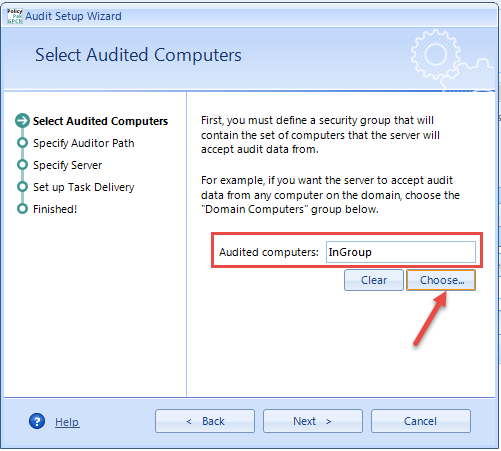 Policy
Pak
GPCR
Audit Setup Wizard
Select Audited Computers
Select Audited Computers
Specify Auditor Path
Specify Server
Set up Task Delivery
Finished!
First, you must define a security group that will
contain the set of computers that the server will
accept audit data from.
For example, if you want the server to accept audit
data from any computer on the domain, choose the
"Domain Computers" group below.
Audited computers: InGroup
Clear Choose...
? Help < Back Next > Cancel